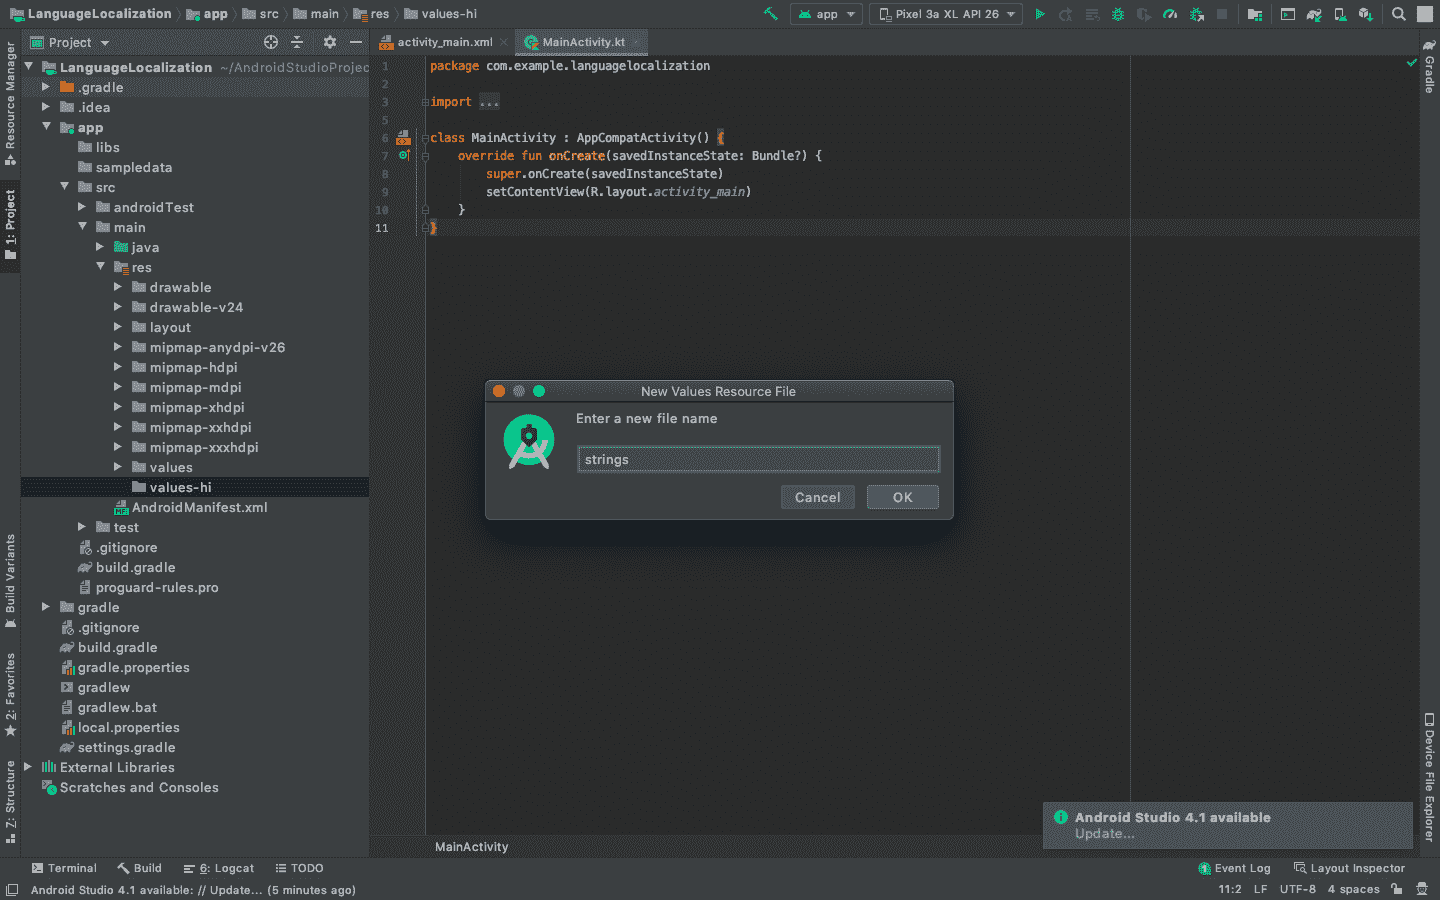 LanguageLocalization app src main res values-hi
app Pixel 3a XL API 26
Project
activity_main.xml MainActivity.kt
Resource Manager
1: Project
Build Variants
2: Favorites
Z: Structure
LanguageLocalization ~/AndroidStudioProjec
.gradle
.idea
app
libs
sampledata
src
androidTest
main
java
res
drawable
drawable-v24
layout
mipmap-anydpi-v26
mipmap-hdpi
mipmap-mdpi
mipmap-xhdpi
mipmap-xxhdpi
mipmap-xxxhdpi
values
values-hi
AndroidManifest.xml
test
.gitignore
build.gradle
proguard-rules.pro
gradle
.gitignore
build.gradle
gradle.properties
gradlew
gradlew.bat
local.properties
settings.gradle
External Libraries
Scratches and Consoles
1 package com.example.languagelocalization
2
3 import ...
5
6 class MainActivity : AppCompatActivity() {
7 override fun onCreate(savedInstanceState: Bundle?) {
8 super.onCreate(savedInstanceState)
9 setContentView(R.layout.activity_main)
10 }
11 }
New Values Resource File
Enter a new file name
strings
Cancel OK
Gradle
Device File Explorer
Android Studio 4.1 available
Update...
MainActivity
Terminal Build 6: Logcat TODO Event Log Layout Inspector
Android Studio 4.1 available: // Update... (5 minutes ago) 11:2 LF UTF-8 4 spaces